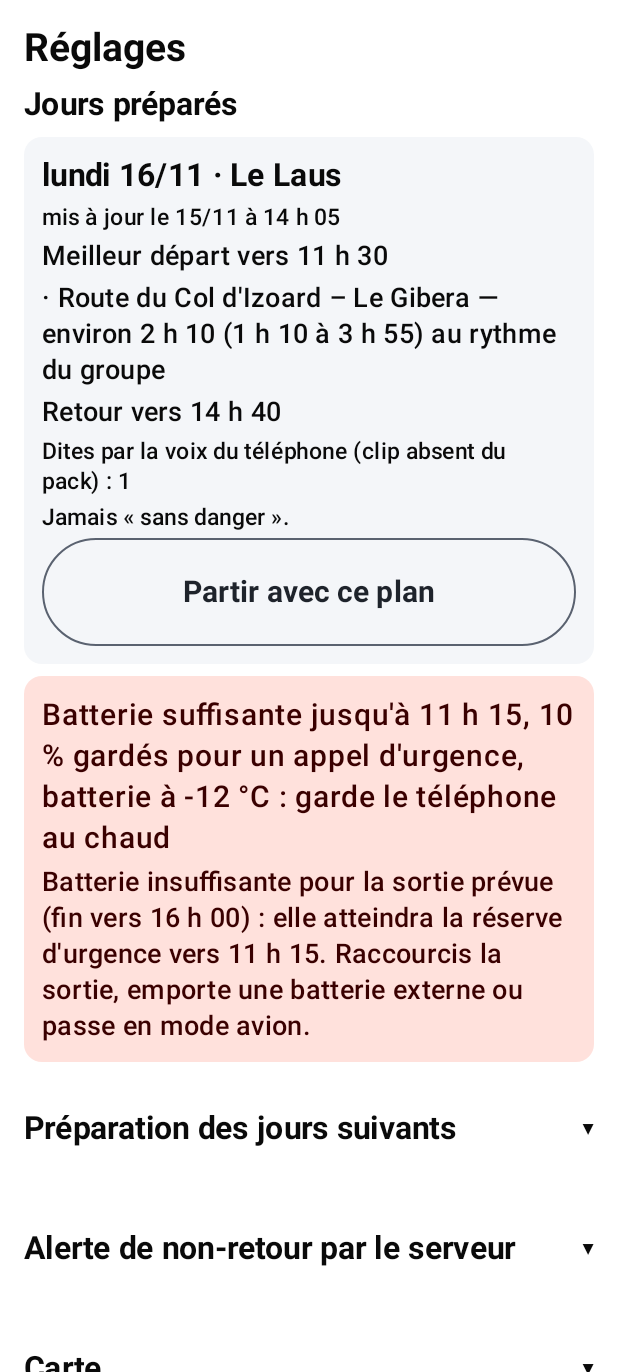 Réglages
Jours préparés
lundi 16/11 · Le Laus
mis à jour le 15/11 à 14 h 05
Meilleur départ vers 11 h 30
· Route du Col d'Izoard – Le Gibera —
environ 2 h 10 (1 h 10 à 3 h 55) au rythme
du groupe
Retour vers 14 h 40
Dites par la voix du téléphone (clip absent du
pack) : 1
Jamais « sans danger ».
Partir avec ce plan
Batterie suffisante jusqu'à 11 h 15, 10
% gardés pour un appel d'urgence,
batterie à -12 °C : garde le téléphone
au chaud
Batterie insuffisante pour la sortie prévue
(fin vers 16 h 00) : elle atteindra la réserve
d'urgence vers 11 h 15. Raccourcis la
sortie, emporte une batterie externe ou
passe en mode avion.
Préparation des jours suivants ▼
Alerte de non-retour par le serveur ▼
Carte ▼